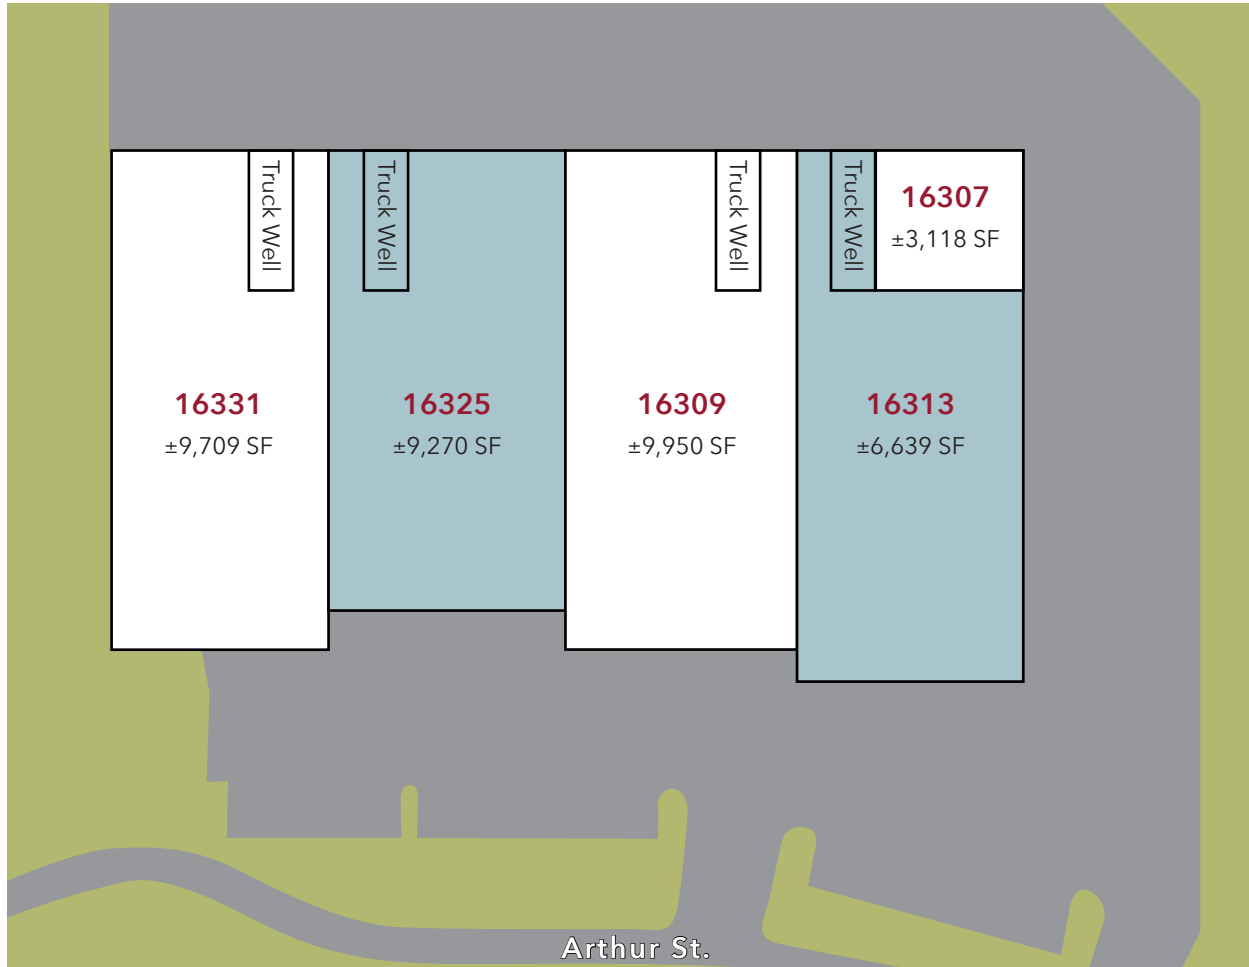 Truck Well
Truck Well
Truck Well
Truck Well
16307
±3,118 SF
16331
±9,709 SF
16325
±9,270 SF
16309
±9,950 SF
16313
±6,639 SF
Arthur St.